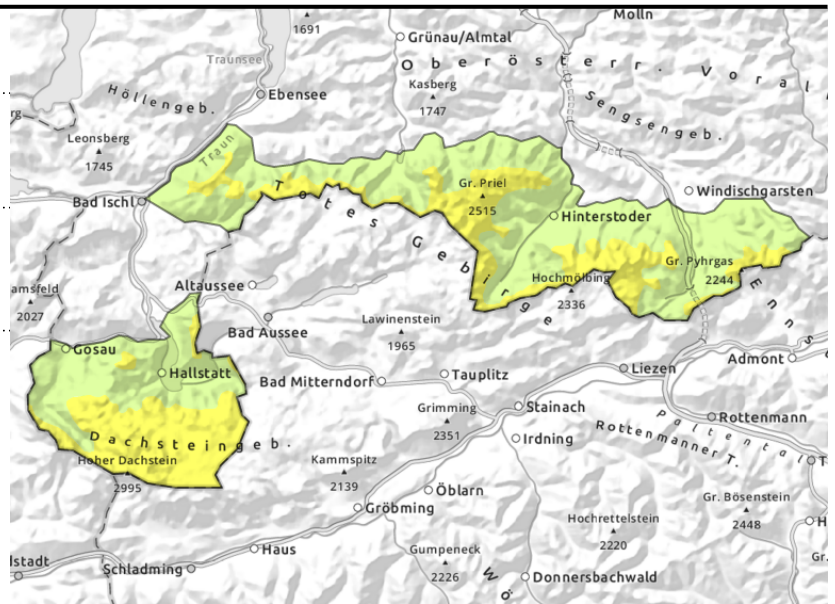 Molln
1691
Grünau/Almtal
Traunsee
Oberösterr. Voral
Kasberg
1747
Höllengeb.
Ebensee
Sengsengeb.
Leonsberg
1745
Traun
Bad Ischl
Totes Gebirge
Gr. Priel
2515
Windischgarsten
Hinterstoder
Gr. Pyhrgas
2244
Hochmölbing
2336
Enns
Altaussee
amsfeld
2027
Lawinenstein
1965
Bad Aussee
Gosau
Hallstatt
Bad Mitterndorf
Tauplitz
Liezen
Admont
Grimming
2351
Stainach
Irdning
Rottenmann
Paltental
Rottenmanner T.
Dachsteingeb.
Hoher Dachstein
2995
Kammspitz
2139
Öblarn
Gröbming
Gr. Bösenstein
2448
Hochrettelstein
2220
Haus
Gumpeneck
2226
lstadt
Schladming
Wö
Donnersbachwald
T
H
Gr.